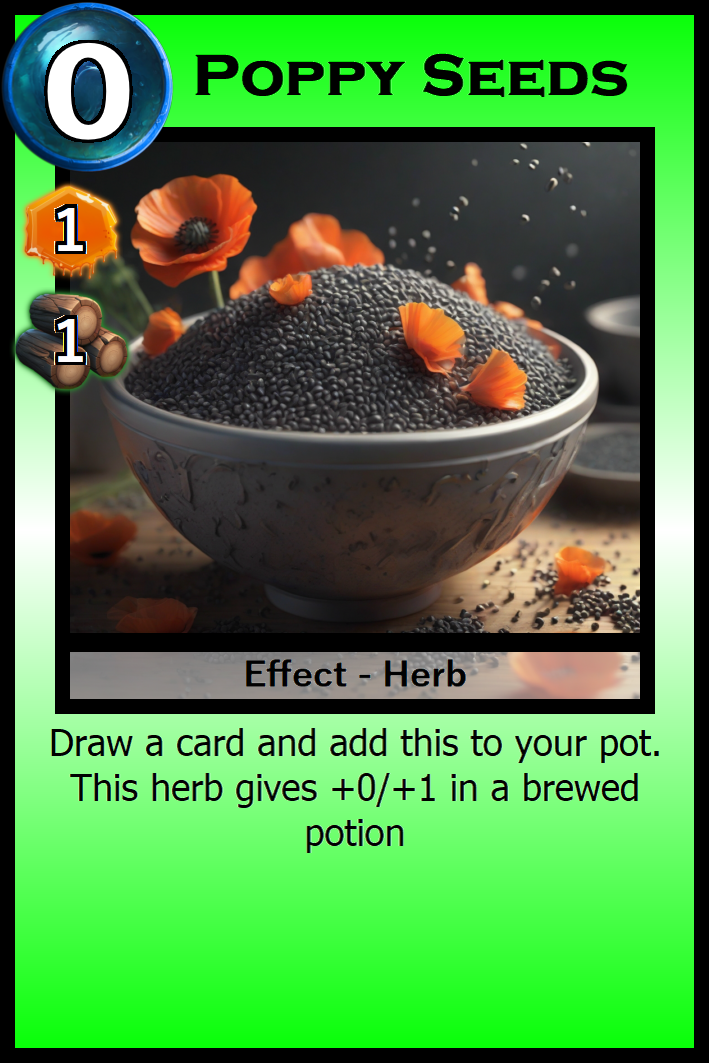 0
Poppy Seeds
1
1
Effect - Herb
Draw a card and add this to your pot.
This herb gives +0/+1 in a brewed
potion